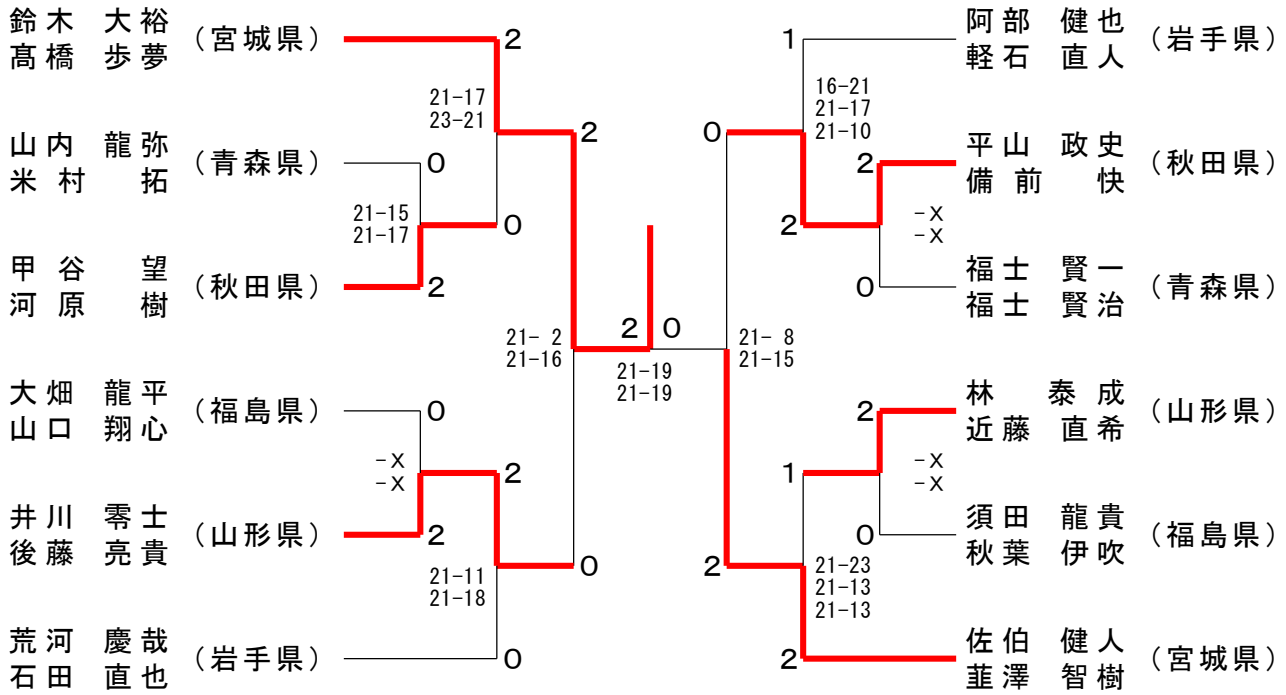 鈴木 大裕
髙橋 歩夢
(宮城県)
2
21-17
23-21
山内 龍弥
米村 拓
(青森県)
0
2
21-15
21-17
0
甲谷 望
河原 樹
(秋田県)
2
21- 2
21-16
大畑 龍平
山口 翔心
(福島県)
0
-X
-X
2
井川 零士
後藤 亮貴
(山形県)
2
21-11
21-18
0
荒河 慶哉
石田 直也
(岩手県)
0
2 0
21-19
21-19
1
阿部 健也
軽石 直人
(岩手県)
16-21
21-17
21-10
0
2
平山 政史
備前 快
(秋田県)
2
-X
-X
0
福士 賢一
福士 賢治
(青森県)
21- 8
21-15
2
林 泰成
近藤 直希
(山形県)
1
-X
-X
0
須田 龍貴
秋葉 伊吹
(福島県)
2
21-23
21-13
21-13
2
佐伯 健人
韮澤 智樹
(宮城県)